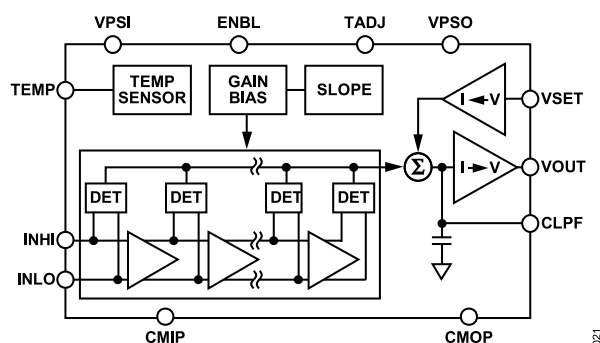 VPSI ENBL TADJ VPSO
TEMP
TEMP
SENSOR
GAIN
BIAS
SLOPE
I V
VSET
Σ
I V
VOUT
DET DET DET DET
CLPF
INHI
INLO
CMIP CMOP
021